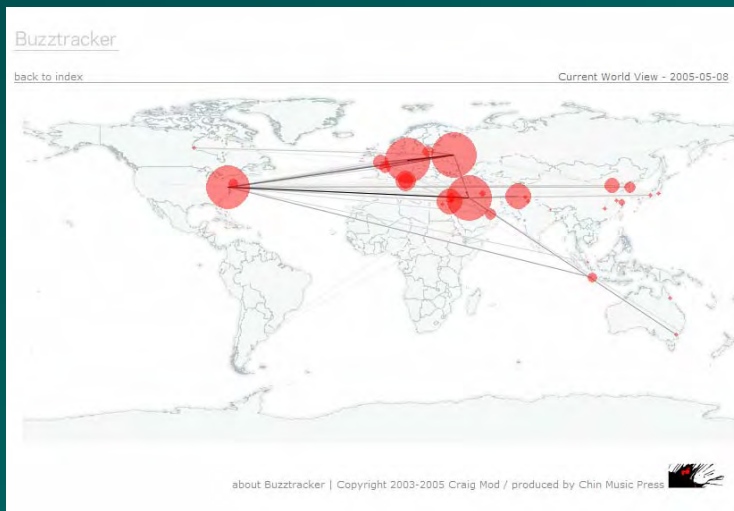 Buzztracker
back to index
Current World View - 2005-05-08
about Buzztracker | Copyright 2003-2005 Craig Mod / produced by Chin Music Press